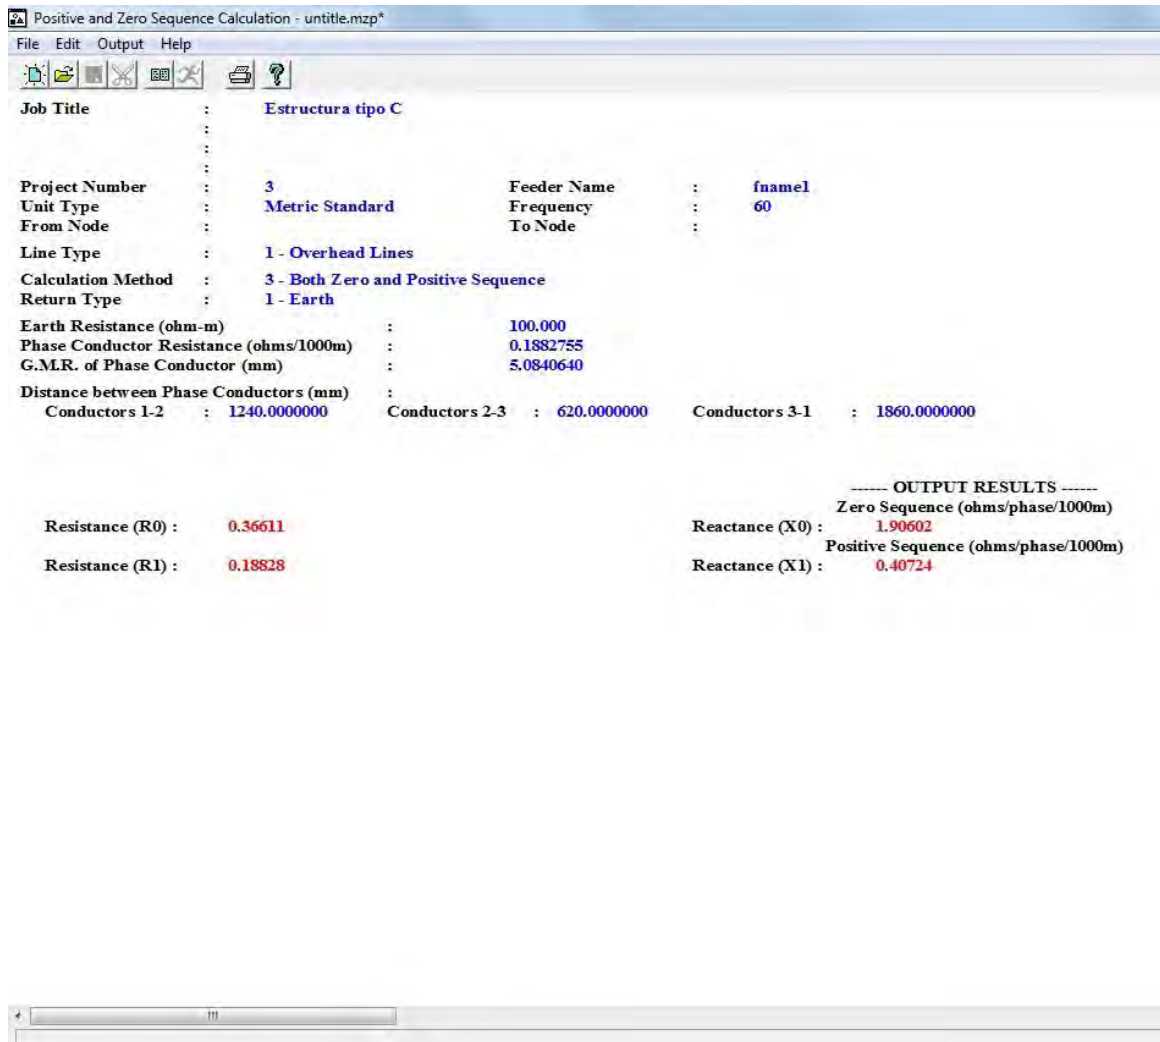 Positive and Zero Sequence Calculation - untitle.mzp*
File Edit Output Help
Job Title : Estructura tipo C
:
:
:
Project Number : 3 Feeder Name : fname1
Unit Type : Metric Standard Frequency : 60
From Node : To Node :
Line Type : 1 - Overhead Lines
Calculation Method : 3 - Both Zero and Positive Sequence
Return Type : 1 - Earth
Earth Resistance (ohm-m) : 100.000
Phase Conductor Resistance (ohms/1000m) : 0.1882755
G.M.R. of Phase Conductor (mm) : 5.0840640
Distance between Phase Conductors (mm) :
Conductors 1-2 : 1240.0000000 Conductors 2-3 : 620.0000000 Conductors 3-1 : 1860.0000000
------ OUTPUT RESULTS ------
Zero Sequence (ohms/phase/1000m)
Resistance (R0) : 0.36611 Reactance (X0) : 1.90602
Positive Sequence (ohms/phase/1000m)
Resistance (R1) : 0.18828 Reactance (X1) : 0.40724